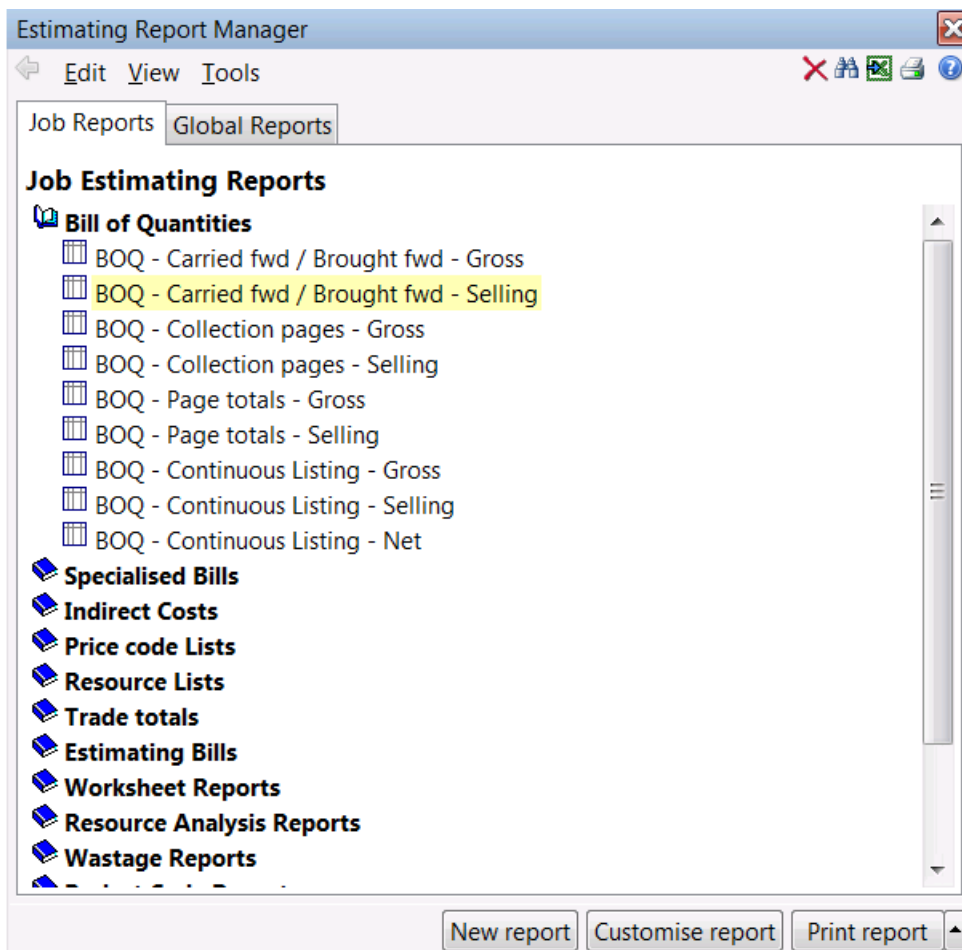 Estimating Report Manager
Edit View Tools
Job Reports Global Reports
Job Estimating Reports
Bill of Quantities
BOQ - Carried fwd / Brought fwd - Gross
BOQ - Carried fwd / Brought fwd - Selling
BOQ - Collection pages - Gross
BOQ - Collection pages - Selling
BOQ - Page totals - Gross
BOQ - Page totals - Selling
BOQ - Continuous Listing - Gross
BOQ - Continuous Listing - Selling
BOQ - Continuous Listing - Net
Specialised Bills
Indirect Costs
Price code Lists
Resource Lists
Trade totals
Estimating Bills
Worksheet Reports
Resource Analysis Reports
Wastage Reports
New report Customise report Print report